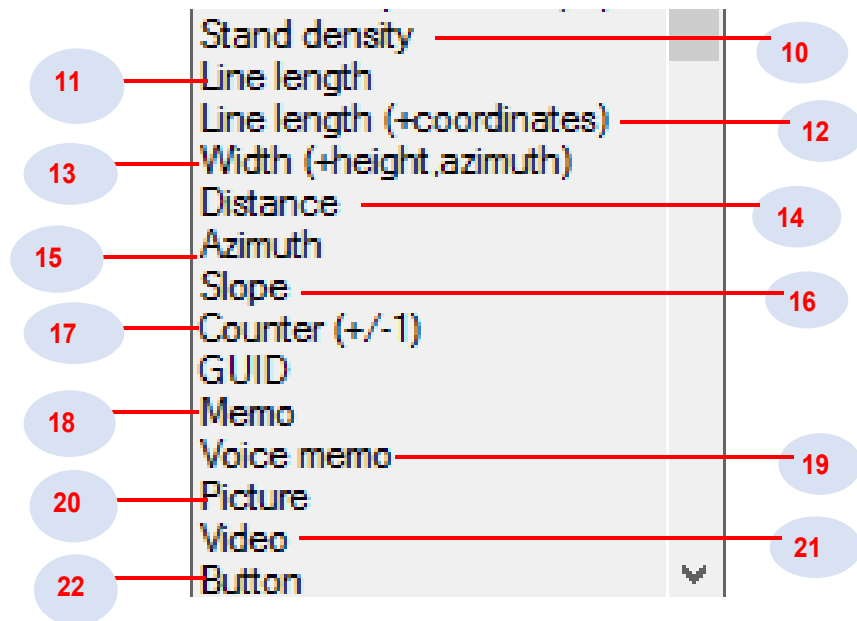 Stand density
10
11
Line length
Line length (+coordinates)
12
13
Width (+height,azimuth)
Distance
14
15
Azimuth
Slope
16
17
Counter (+/-1)
GUID
18
Memo
Voice memo
19
20
Picture
Video
21
22
Button